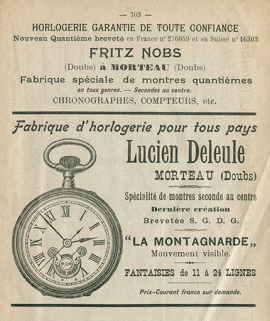 — 703 —
HORLOGERIE GARANTIE DE TOUTE CONFIANCE
Nouveau Quantième breveté en France nº 276059 et en Suisse nº 16303
FRITZ NOBS
(Doubs) à MORTEAU (Doubs)
Fabrique spéciale de montres quantièmes
en tous genres. — Secondes au centre.
CHRONOGRAPHES, COMPTEURS, etc.
Fabrique d'horlogerie pour tous pays
Lucien Deleule
MORTEAU (Doubs)
Spécialité de montres seconde au centre
Dernière création
Brevetée S. G. D. G.
"LA MONTAGNARDE"
Mouvement visible.
FANTAISIES de 11 à 24 LIGNES
Prix-Courant franco sur demande.